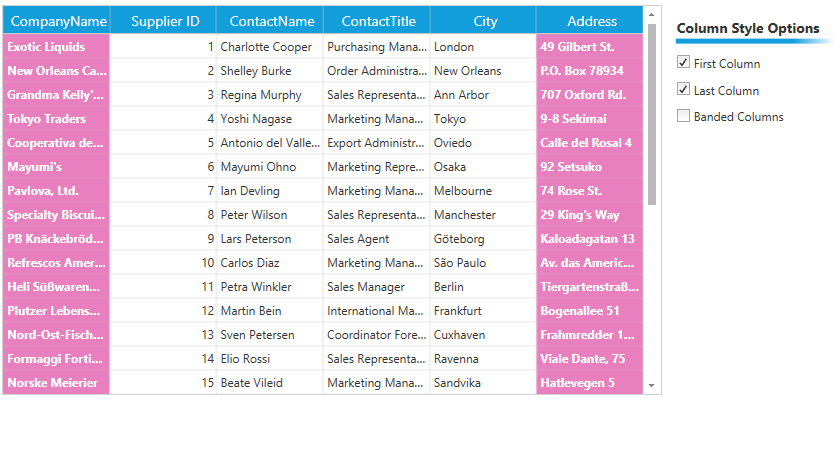 CompanyName Supplier ID ContactName ContactTitle City Address
Exotic Liquids 1 Charlotte Cooper Purchasing Mana... London 49 Gilbert St.
New Orleans Ca... 2 Shelley Burke Order Administra... New Orleans P.O. Box 78934
Grandma Kelly'... 3 Regina Murphy Sales Representa... Ann Arbor 707 Oxford Rd.
Tokyo Traders 4 Yoshi Nagase Marketing Mana... Tokyo 9-8 Sekimai
Cooperativa de... 5 Antonio del Valle... Export Administr... Oviedo Calle del Rosal 4
Mayumi's 6 Mayumi Ohno Marketing Repre... Osaka 92 Setsuko
Pavlova, Ltd. 7 Ian Devling Marketing Mana... Melbourne 74 Rose St.
Specialty Biscui... 8 Peter Wilson Sales Representa... Manchester 29 King's Way
PB Knäckebröd... 9 Lars Peterson Sales Agent Göteborg Kaloadagatan 13
Refrescos Amer... 10 Carlos Diaz Marketing Mana... São Paulo Av. das Americ...
Heli Süßwaren... 11 Petra Winkler Sales Manager Berlin Tiergartenstraß...
Plutzer Lebens... 12 Martin Bein International Ma... Frankfurt Bogenallee 51
Nord-Ost-Fisch... 13 Sven Petersen Coordinator Fore... Cuxhaven Frahmredder 1...
Formaggi Forti... 14 Elio Rossi Sales Representa... Ravenna Viale Dante, 75
Norske Meierier 15 Beate Vileid Marketing Mana... Sandvika Hatlevegen 5
Column Style Options
First Column
Last Column
Banded Columns